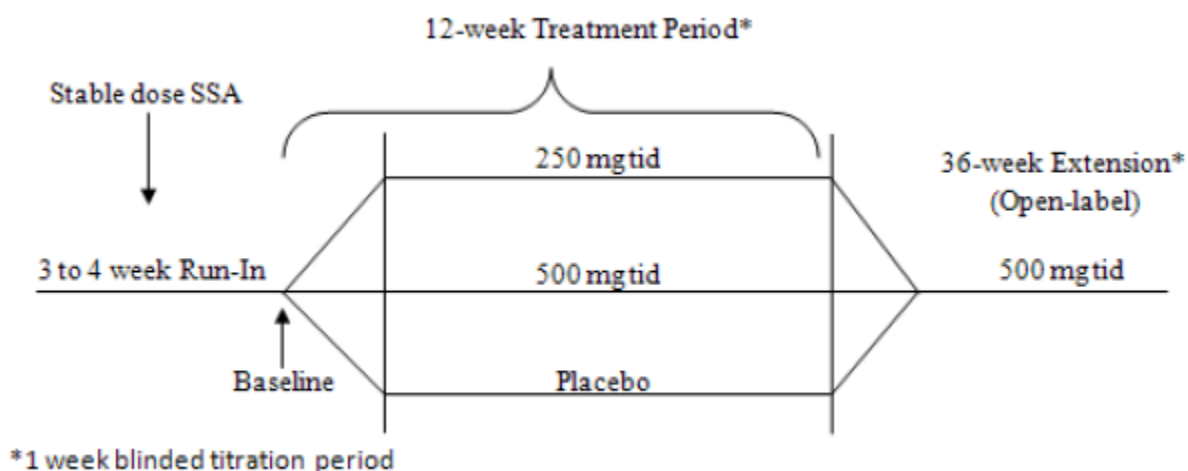 12-week Treatment Period*
Stable dose SSA
250 mg tid
36-week Extension*
(Open-label)
3 to 4 week Run-In
500 mg tid
500 mg tid
Baseline
Placebo
*1 week blinded titration period